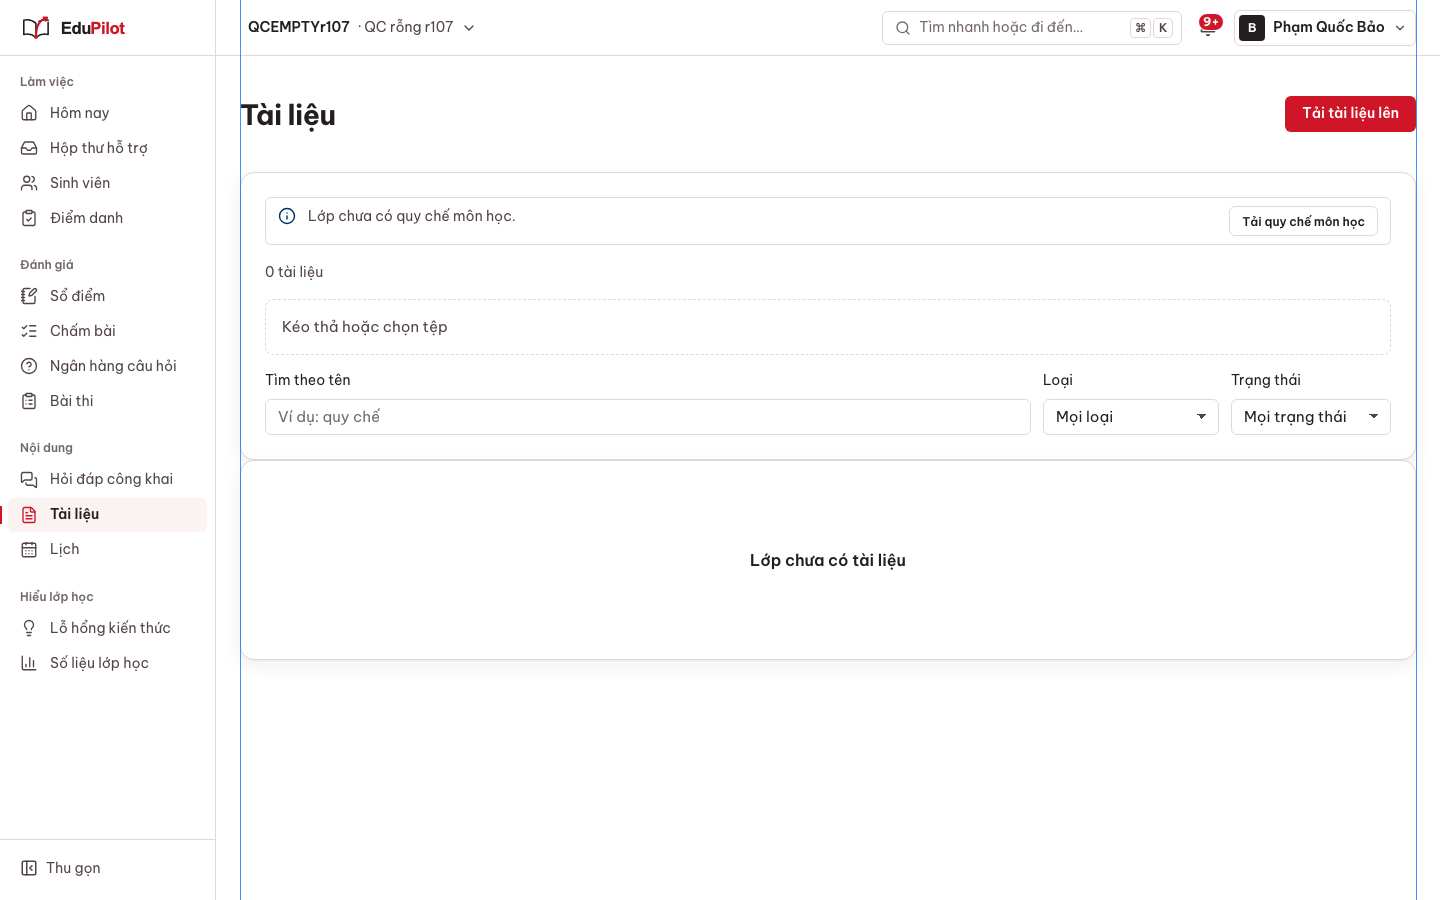 EduPilot
QCEMPTYr107 · QC rỗng r107
Tìm nhanh hoặc đi đến...
⌘ K
9+
B
Phạm Quốc Bảo
Làm việc
Hôm nay
Hộp thư hỗ trợ
Sinh viên
Điểm danh
Đánh giá
Sổ điểm
Chấm bài
Ngân hàng câu hỏi
Bài thi
Nội dung
Hỏi đáp công khai
Tài liệu
Lịch
Hiểu lớp học
Lỗ hổng kiến thức
Số liệu lớp học
Thu gọn
Tài liệu
Tải tài liệu lên
Lớp chưa có quy chế môn học.
Tải quy chế môn học
0 tài liệu
Kéo thả hoặc chọn tệp
Tìm theo tên
Loại
Trạng thái
Ví dụ: quy chế
Mọi loại
Mọi trạng thái
Lớp chưa có tài liệu